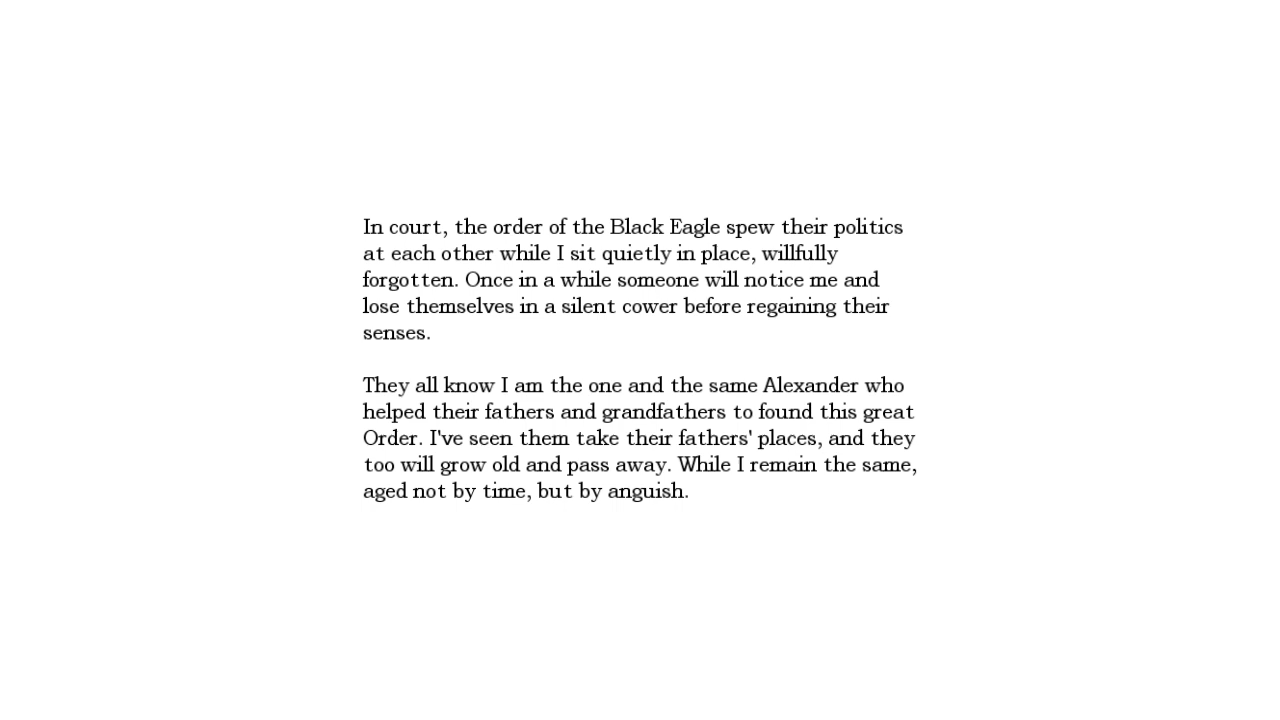 In court, the order of the Black Eagle spew their politics
at each other while I sit quietly in place, willfully
forgotten. Once in a while someone will notice me and
lose themselves in a silent cower before regaining their
senses.
They all know I am the one and the same Alexander who
helped their fathers and grandfathers to found this great
Order. I've seen them take their fathers' places, and they
too will grow old and pass away. While I remain the same,
aged not by time, but by anguish.